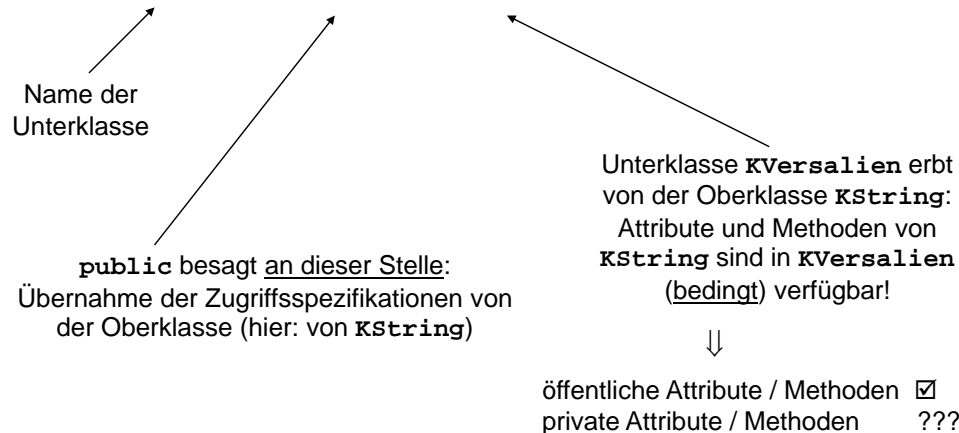 Name der
Unterklasse
Unterklasse KVersalien erbt
von der Oberklasse KString:
Attribute und Methoden von
KString sind in KVersalien
(bedingt) verfügbar!
public besagt an dieser Stelle:
Übernahme der Zugriffsspezifikationen von
der Oberklasse (hier: von KString)
⇓
öffentliche Attribute / Methoden ☑
private Attribute / Methoden ???